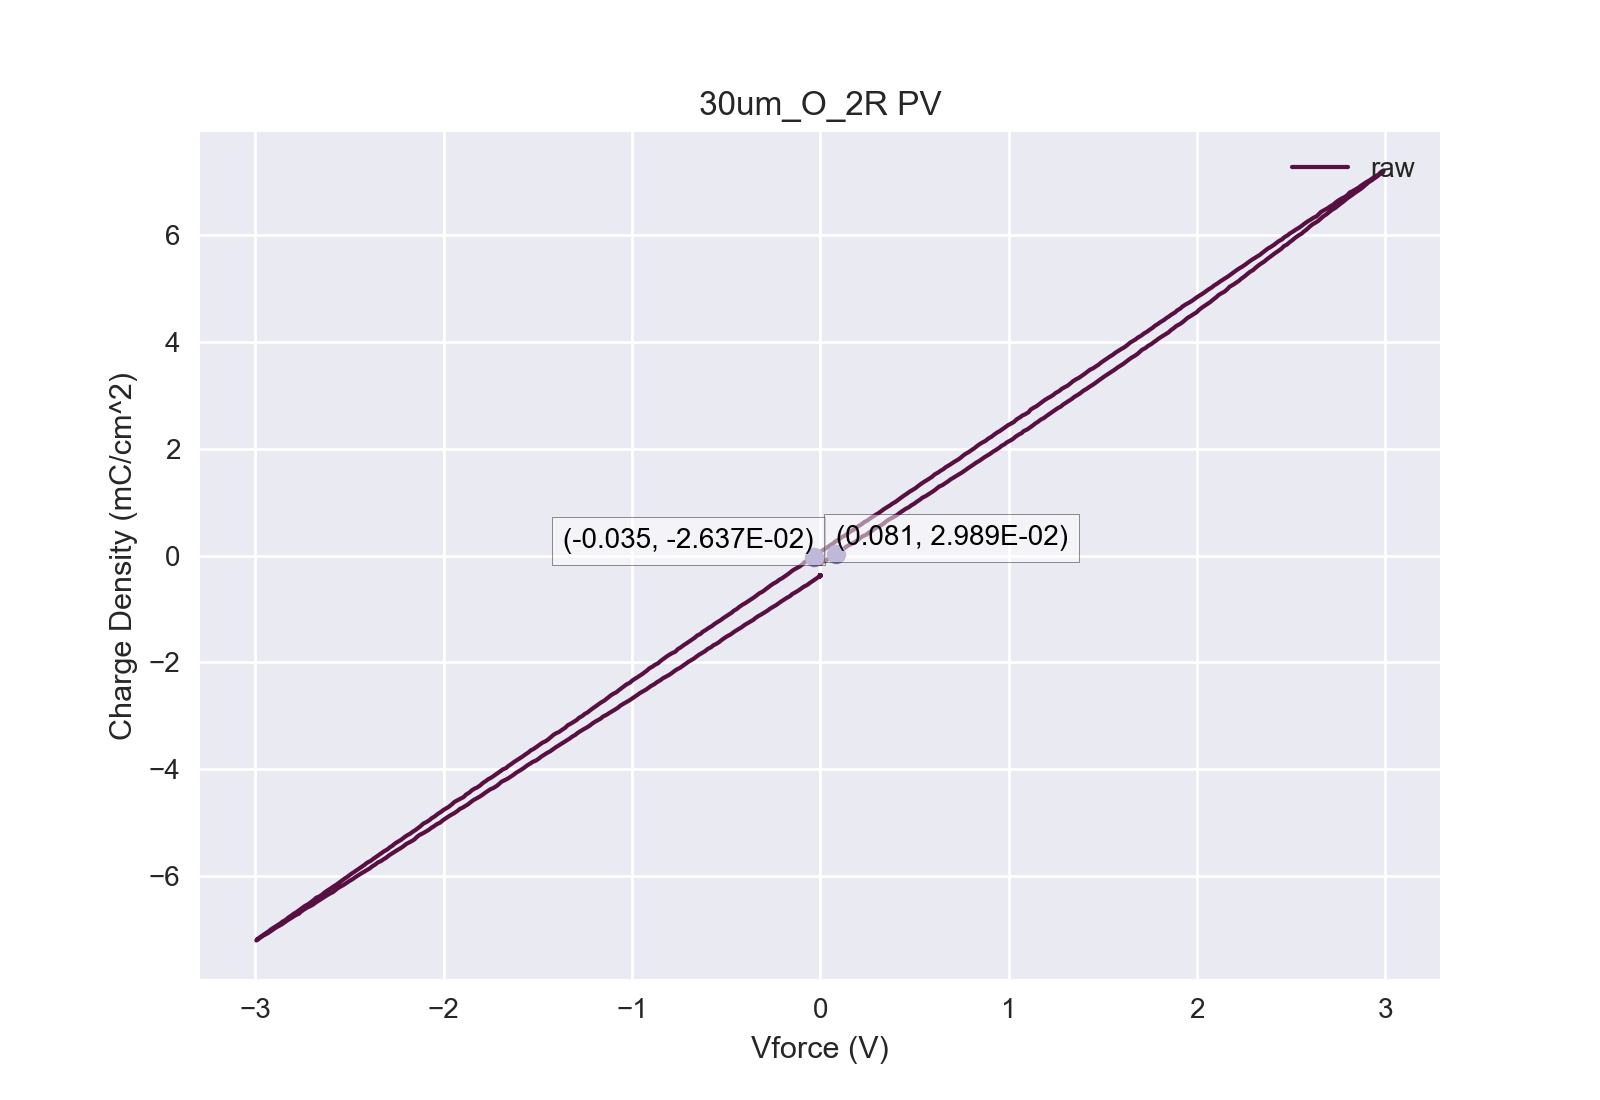 30um_O_2R PV
raw
Charge Density (mC/cm^2)
6
4
2
0
−2
−4
−6
(-0.035, -2.637E-02)
(0.081, 2.989E-02)
−3 −2 −1 0 1 2 3
Vforce (V)